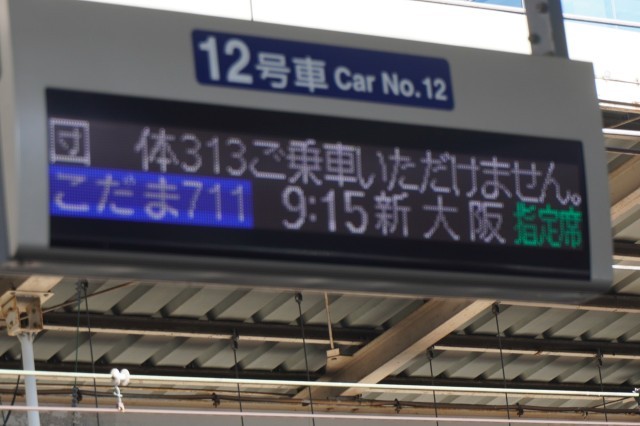 12号車 Car No.12
団 体313ご乗車いただけません。
こだま711 9:15新大阪 指定席